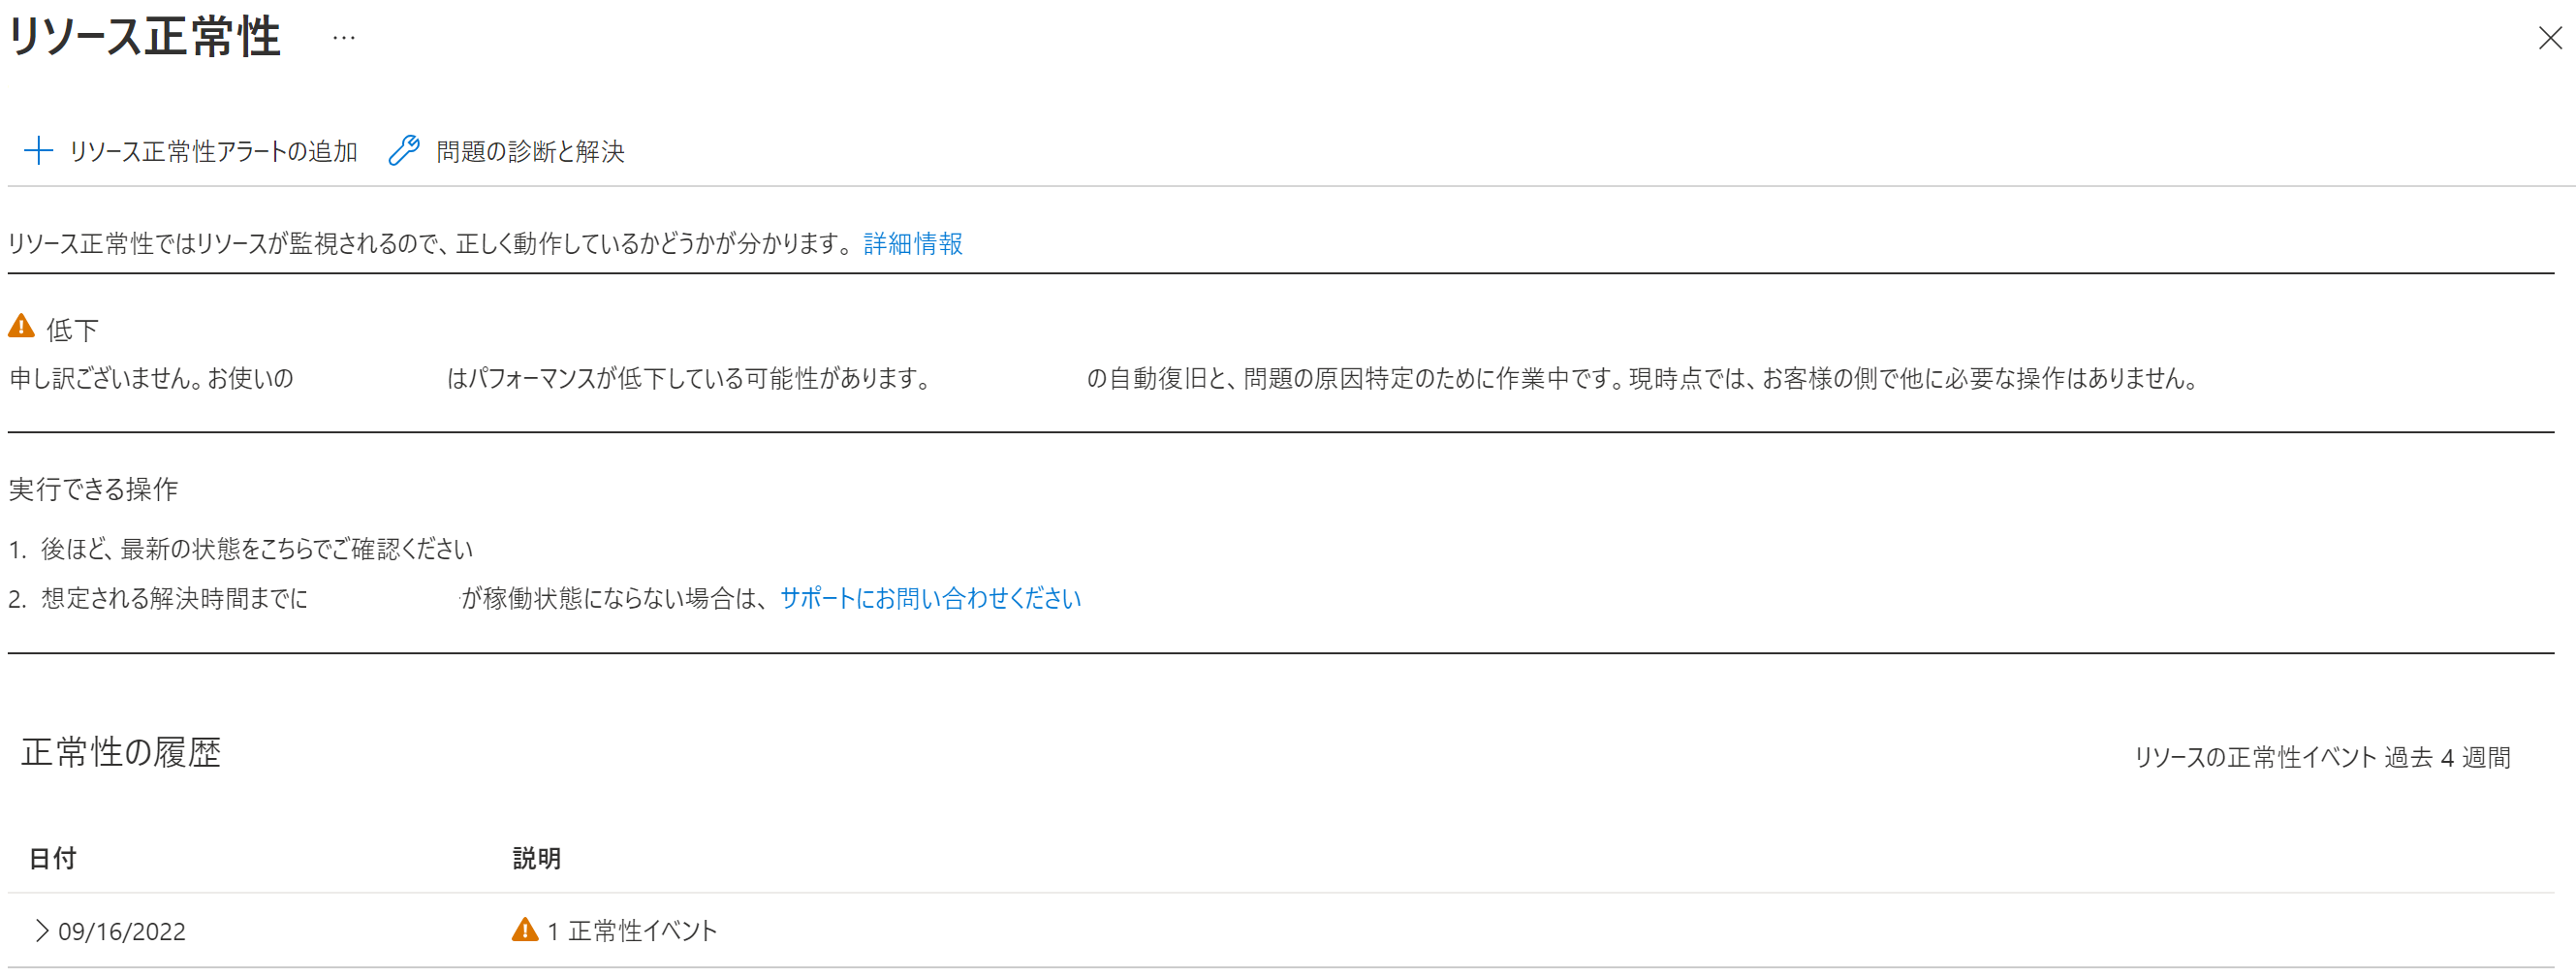 リソース正常性 …
リソース正常性アラートの追加 問題の診断と解決
リソース正常性ではリソースが監視されるので、正しく動作しているかどうかが分かります。 詳細情報
低下
申し訳ございません。お使いの はパフォーマンスが低下している可能性があります。 の自動復旧と、問題の原因特定のために作業中です。現時点では、お客様の側で他に必要な操作はありません。
実行できる操作
1. 後ほど、最新の状態をこちらでご確認ください
2. 想定される解決時間までに が稼働状態にならない場合は、サポートにお問い合わせください
正常性の履歴
リソースの正常性イベント 過去 4 週間
日付 説明
09/16/2022 1 正常性イベント